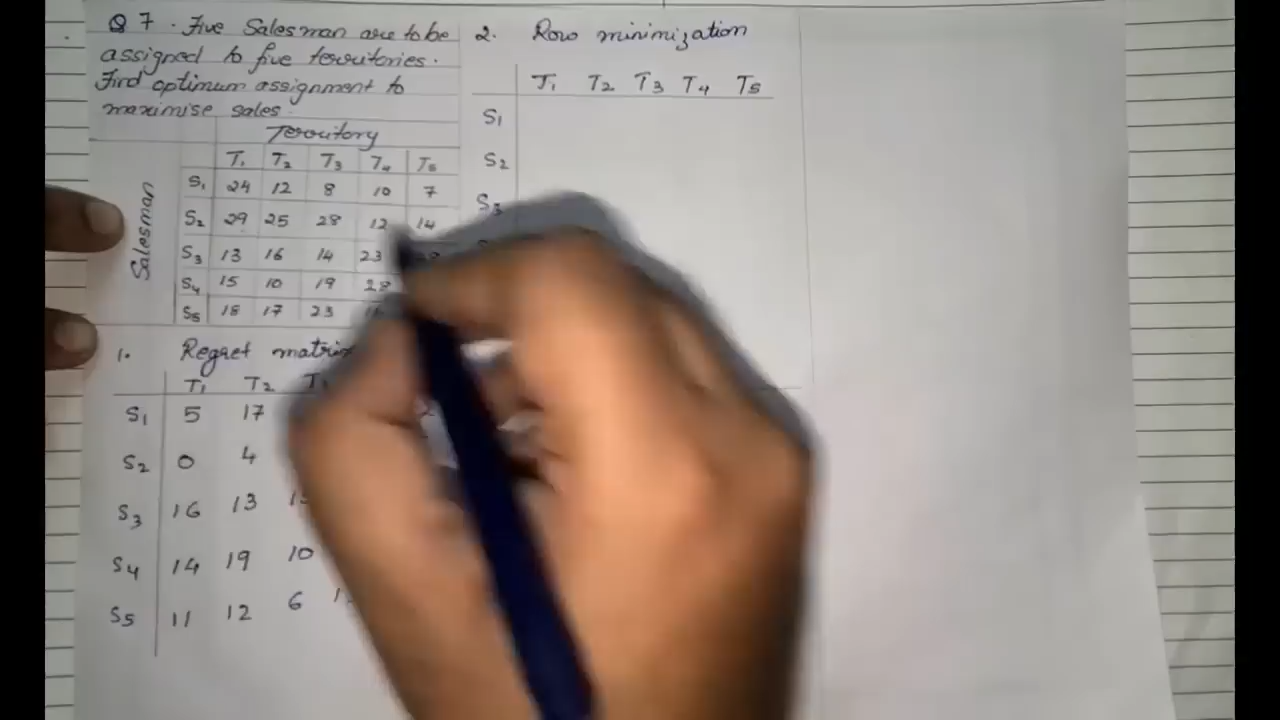 Q 7. Five Salesman are to be
assigned to five territories.
Find optimum assignment to
maximise sales.
Territory
Salesman
T1 T2 T3 T4 T5
S1 24 12 8 10 7
S2 29 25 28 12 14
S3 13 16 14 23
S4 15 10 19 28
S5 18 17 23
1. Regret matrix
T1 T2
S1 5 17
S2 0 4
S3 16 13
S4 14 19 10
S5 11 12 6
2. Row minimization
T1 T2 T3 T4 T5
S1
S2
S3